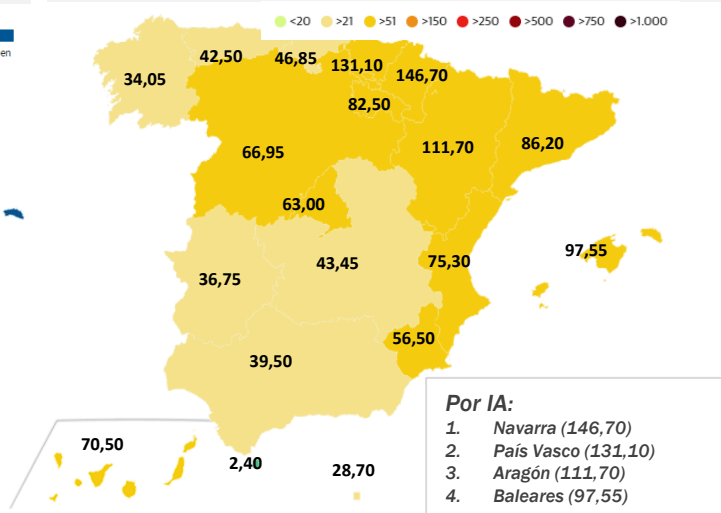 <20 >21 >51 >150 >250 >500 >750 >1.000
en
42,50 46,85 131,10 146,70
34,05
82,50
66,95 111,70 86,20
63,00
97,55
36,75 43,45 75,30
56,50
39,50
70,50
2,40 28,70
Por IA:
1. Navarra (146,70)
2. País Vasco (131,10)
3. Aragón (111,70)
4. Baleares (97,55)